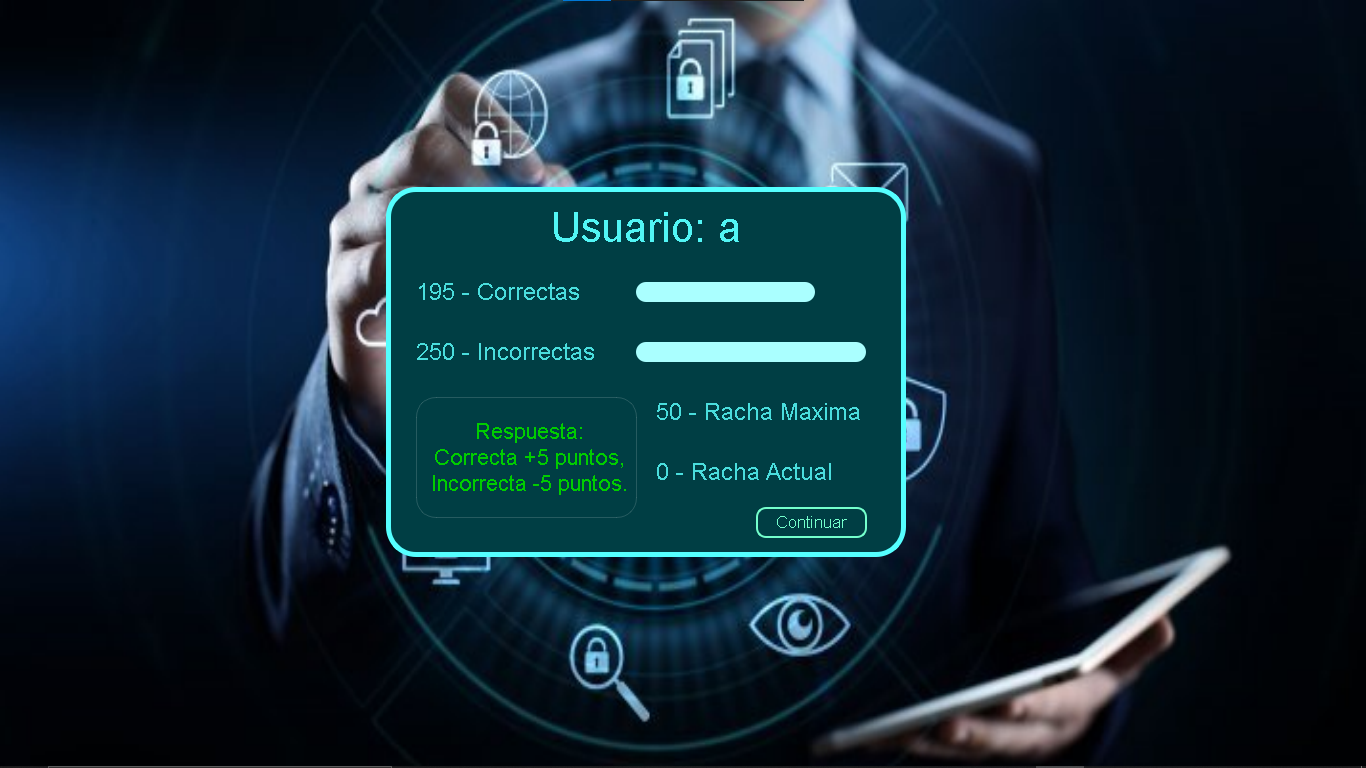 Usuario: a
195 - Correctas
250 - Incorrectas
50 - Racha Maxima
Respuesta:
Correcta +5 puntos,
Incorrecta -5 puntos.
0 - Racha Actual
Continuar